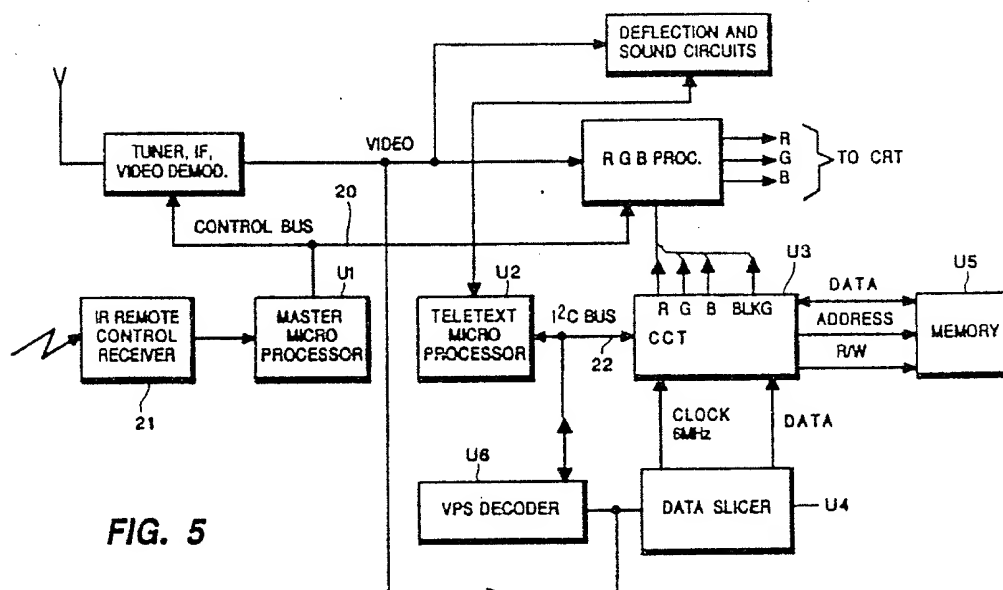 DEFLECTION AND
SOUND CIRCUITS
TUNER, IF,
VIDEO DEMOD.
VIDEO
R G B PROC.
R
G
B
TO CRT
CONTROL BUS
20
U1
U2
U3
U5
IR REMOTE
CONTROL
RECEIVER
21
MASTER
MICRO
PROCESSOR
TELETEXT
MICRO
PROCESSOR
I²C BUS
22
R G B BLKG
CCT
DATA
ADDRESS
R/W
MEMORY
CLOCK
6MHz
DATA
U6
VPS DECODER
DATA SLICER
U4
FIG. 5